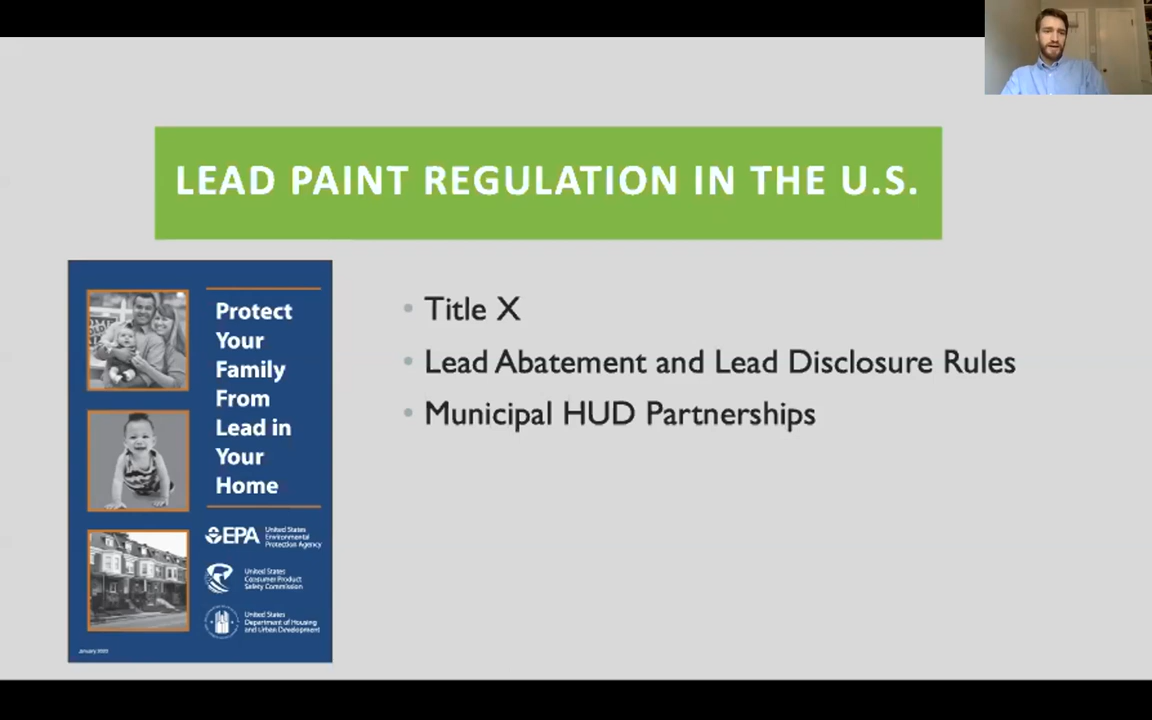 LEAD PAINT REGULATION IN THE U.S.
Protect
Your
Family
From
Lead in
Your
Home
EPA
United States
Environmental
Protection Agency
United States
Consumer Product
Safety Commission
United States
Department of Housing
and Urban Development
• Title X
• Lead Abatement and Lead Disclosure Rules
• Municipal HUD Partnerships